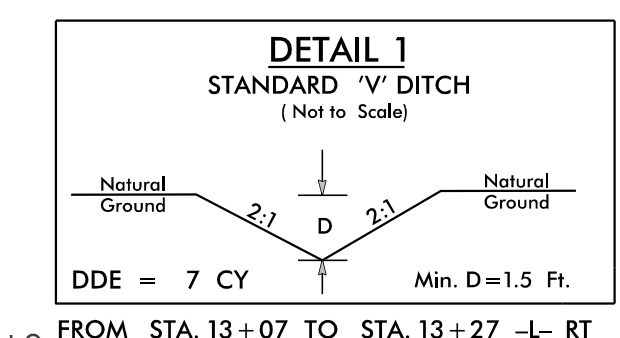 DETAIL 1
STANDARD 'V' DITCH
( Not to Scale)
Natural
Ground
2:1
D
2:1
Natural
Ground
DDE = 7 CY
Min. D=1.5 Ft.
FROM STA. 13+07 TO STA. 13+27 -L- RT